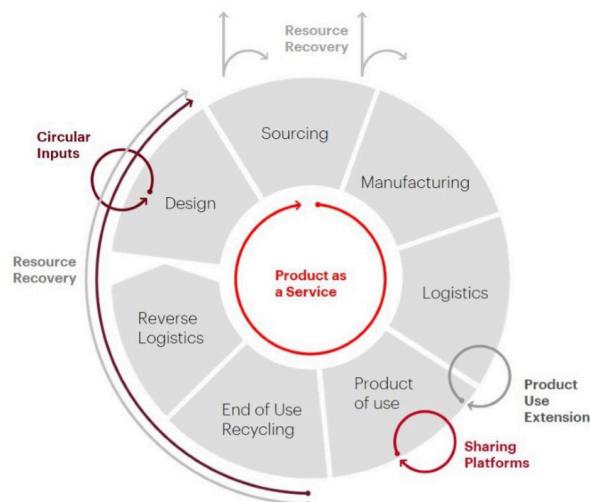 Resource
Recovery
Sourcing
Circular
Inputs
Manufacturing
Design
Resource
Recovery
Product as
a Service
Logistics
Reverse
Logistics
Product
of use
Product
Use
Extension
End of Use
Recycling
Sharing
Platforms